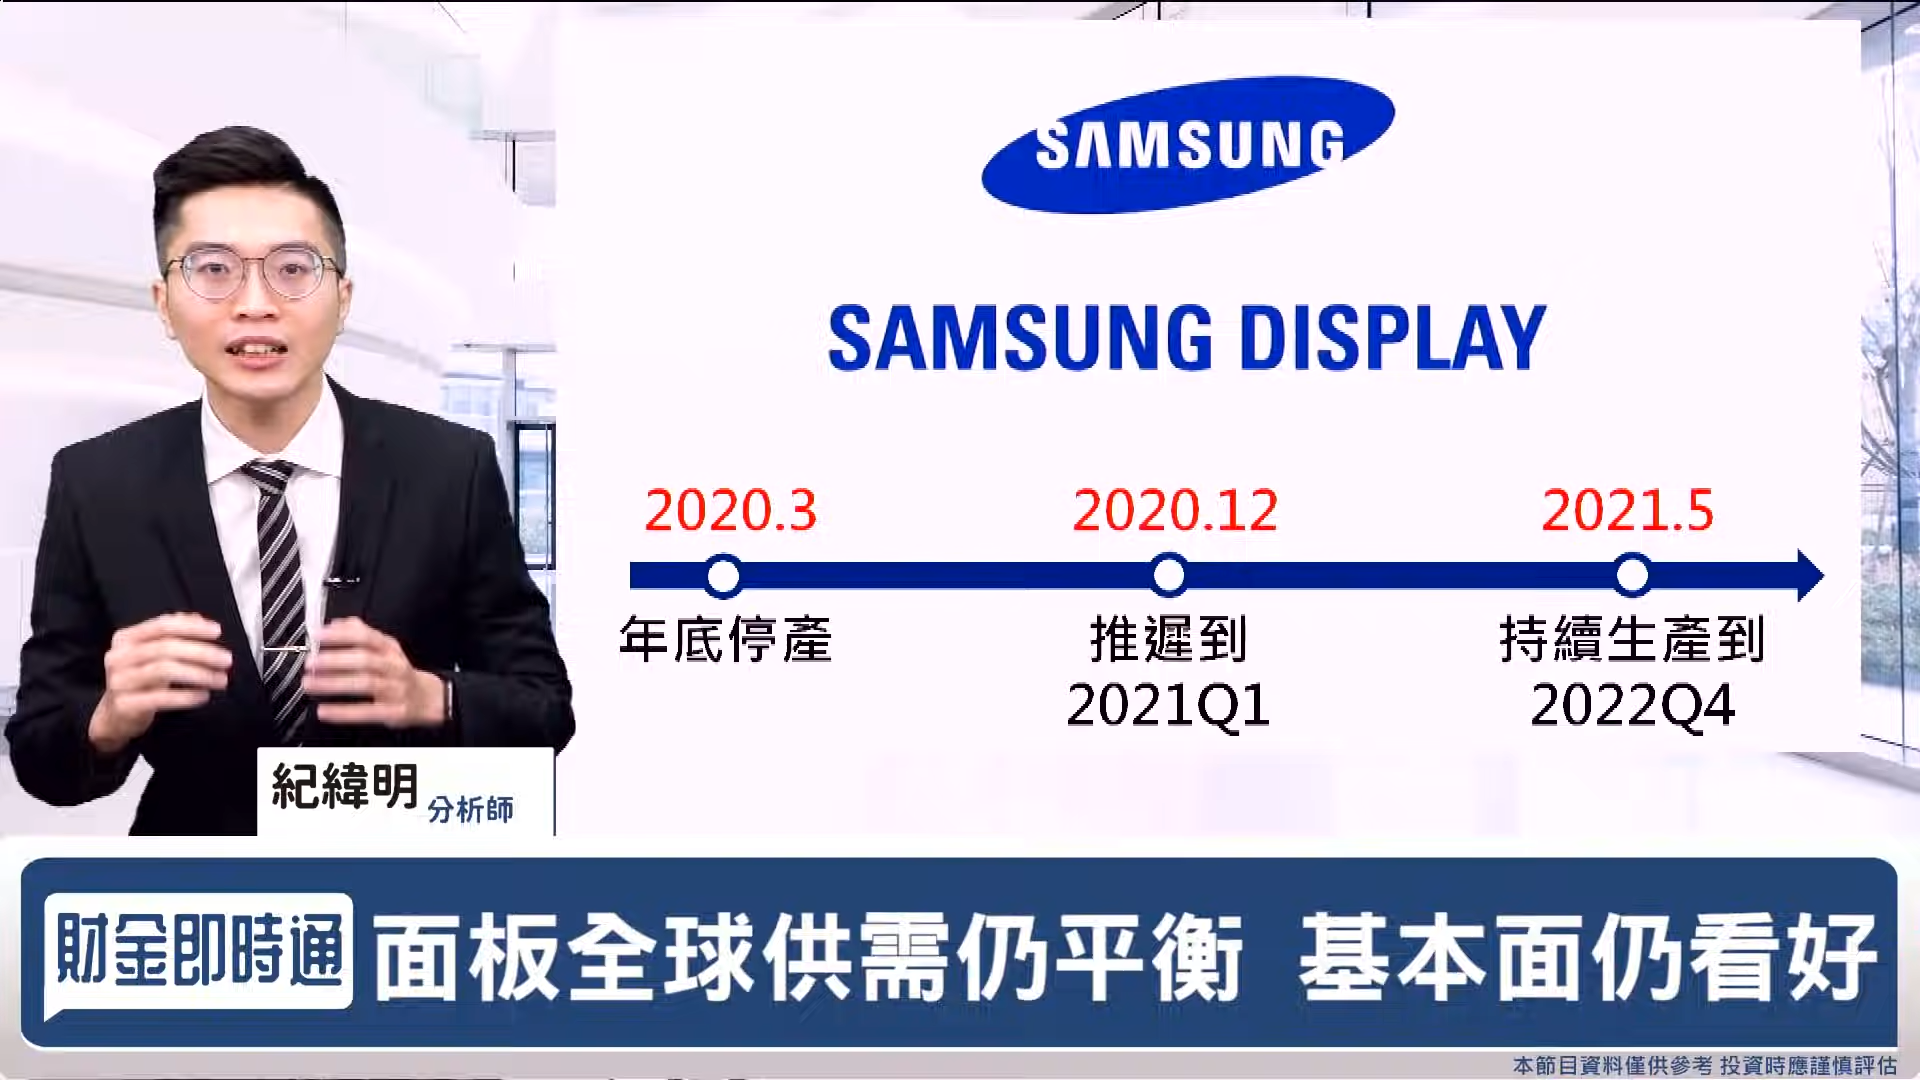 SAMSUNG
SAMSUNG DISPLAY
2020.3
年底停產
2020.12
推遲到
2021Q1
2021.5
持續生產到
2022Q4
紀緯明 分析師
財金即時通 面板全球供需仍平衡 基本面仍看好
本節目資料僅供參考 投資時應謹慎評估